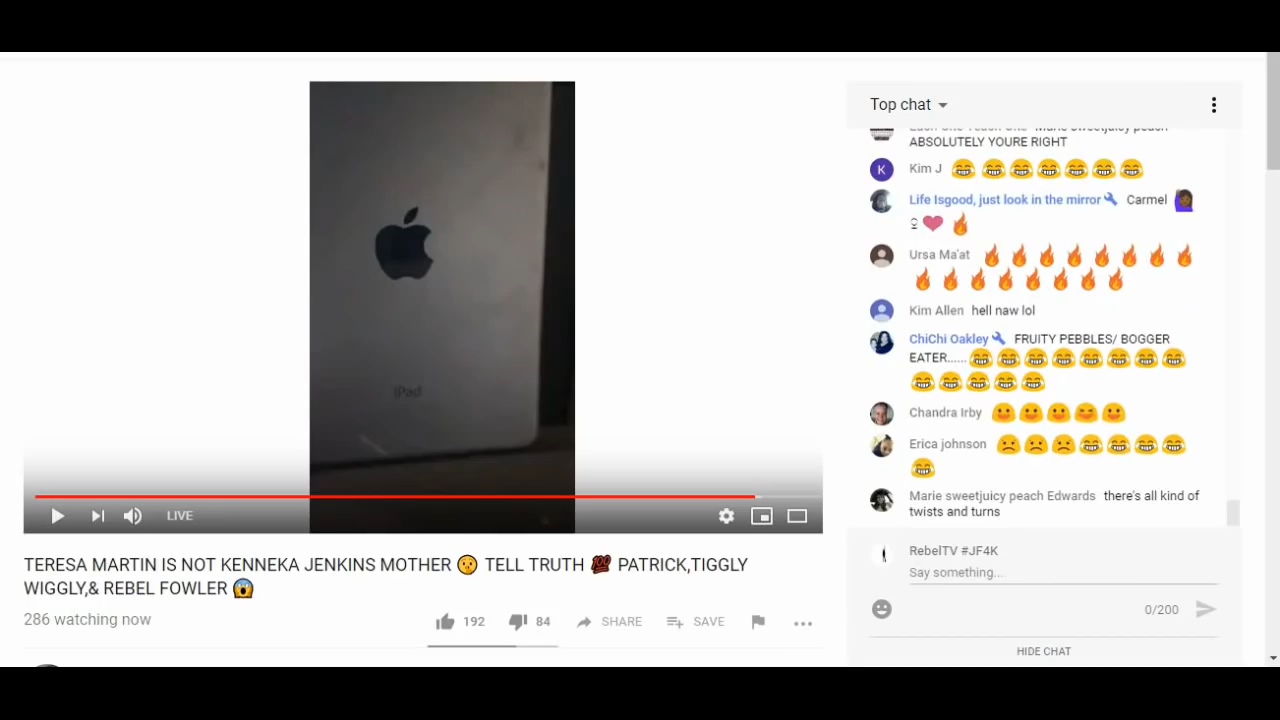 Top chat
ABSOLUTELY YOURE RIGHT
K
Kim J 😂 😂 😂 😂 😂 😂 😂
Life Isgood, just look in the mirror Carmel 🙋🏾
♀ ❤ 🔥
Ursa Ma'at 🔥 🔥 🔥 🔥 🔥 🔥 🔥 🔥
🔥 🔥 🔥 🔥 🔥 🔥 🔥 🔥
Kim Allen hell naw lol
ChiChi Oakley FRUITY PEBBLES/ BOGGER
EATER...... 😂 😂 😂 😂 😂 😂 😂 😂
😂 😂 😂 😂 😂
Chandra Irby 😃 😃 😃 😆 😃
Erica johnson ☹ ☹ ☹ 😂 😂 😂 😂
😂
Marie sweetjuicy peach Edwards there's all kind of
twists and turns
RebelTV #JF4K
Say something...
0/200
HIDE CHAT
iPad
LIVE
TERESA MARTIN IS NOT KENNEKA JENKINS MOTHER 🤫 TELL TRUTH 💯 PATRICK,TIGGLY
WIGGLY,& REBEL FOWLER 😱
286 watching now
192 84 SHARE SAVE